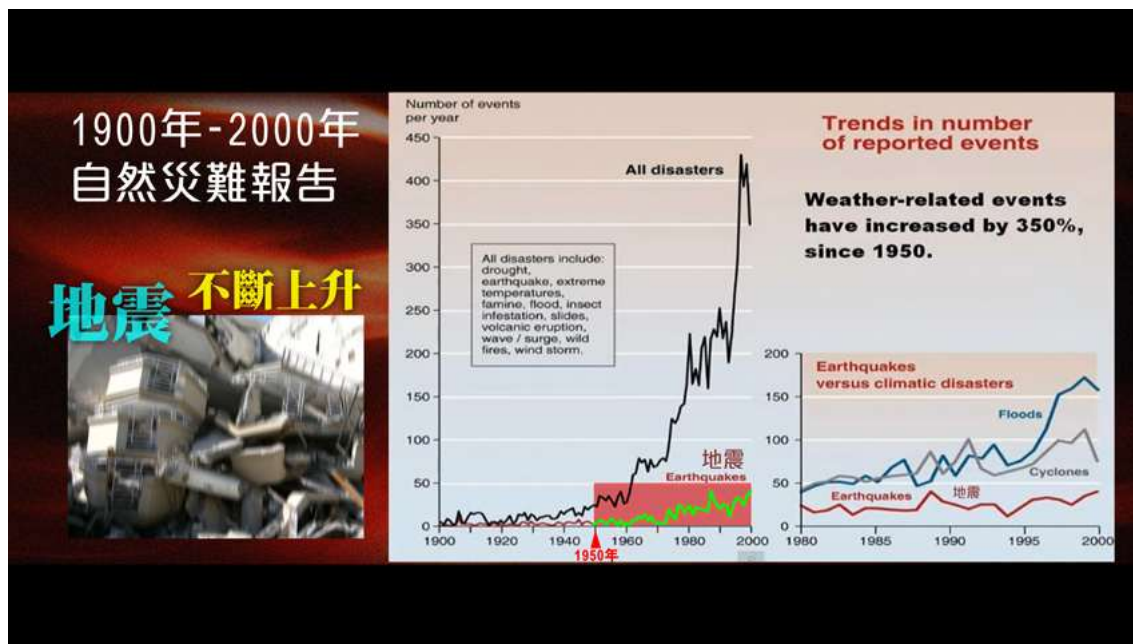 1900年-2000年
自然災難報告
地震 不斷上升
Number of events
per year
450
400
350
300
250
200
150
100
50
0
All disasters
All disasters include:
drought,
earthquake, extreme
temperatures,
famine, flood, insect
infestation, slides,
volcanic eruption,
wave / surge, wild
fires, wind storm.
地震
Earthquakes
1900
1920
1940
1960
1980
2000
1950年
Trends in number
of reported events
Weather-related events
have increased by 350%,
since 1950.
200
150
100
50
0
Earthquakes
versus climatic disasters
Floods
Cyclones
Earthquakes
地震
1980
1985
1990
1995
2000